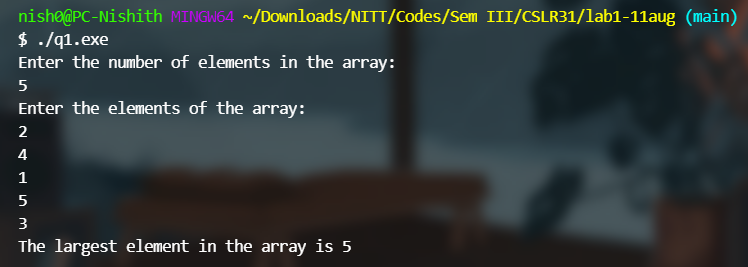 nish0@PC-Nishith MINGW64 ~/Downloads/NITT/Codes/Sem III/CSLR31/lab1-11aug (main)
$ ./q1.exe
Enter the number of elements in the array:
5
Enter the elements of the array:
2
4
1
5
3
The largest element in the array is 5